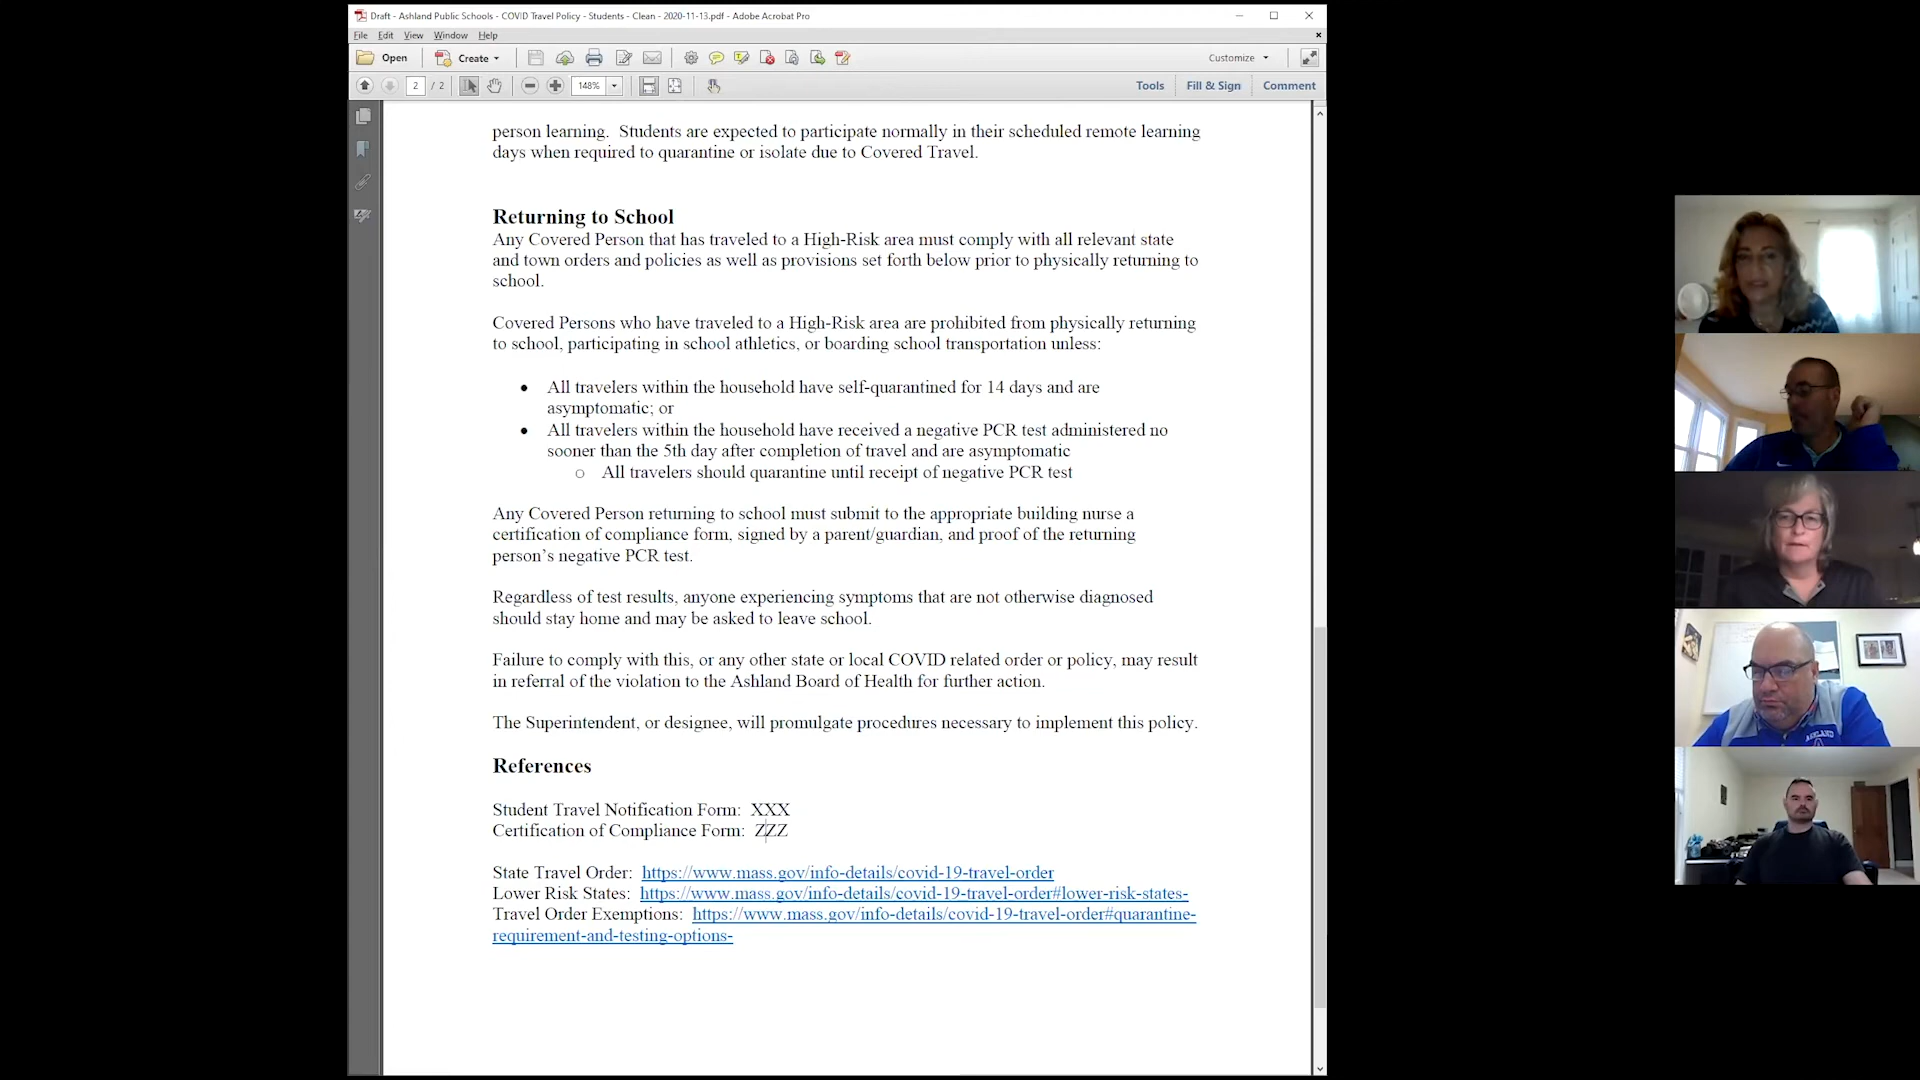 Draft - Ashland Public Schools - COVID Travel Policy - Students - Clean - 2020-11-13.pdf - Adobe Acrobat Pro
File Edit View Window Help
Open Create Customize
2 / 2 148% Tools Fill & Sign Comment
person learning. Students are expected to participate normally in their scheduled remote learning
days when required to quarantine or isolate due to Covered Travel.
Returning to School
Any Covered Person that has traveled to a High-Risk area must comply with all relevant state
and town orders and policies as well as provisions set forth below prior to physically returning to
school.
Covered Persons who have traveled to a High-Risk area are prohibited from physically returning
to school, participating in school athletics, or boarding school transportation unless:
• All travelers within the household have self-quarantined for 14 days and are
asymptomatic; or
• All travelers within the household have received a negative PCR test administered no
sooner than the 5th day after completion of travel and are asymptomatic
o All travelers should quarantine until receipt of negative PCR test
Any Covered Person returning to school must submit to the appropriate building nurse a
certification of compliance form, signed by a parent/guardian, and proof of the returning
person's negative PCR test.
Regardless of test results, anyone experiencing symptoms that are not otherwise diagnosed
should stay home and may be asked to leave school.
Failure to comply with this, or any other state or local COVID related order or policy, may result
in referral of the violation to the Ashland Board of Health for further action.
The Superintendent, or designee, will promulgate procedures necessary to implement this policy.
References
Student Travel Notification Form: XXX
Certification of Compliance Form: ZZZ
State Travel Order: https://www.mass.gov/info-details/covid-19-travel-order
Lower Risk States: https://www.mass.gov/info-details/covid-19-travel-order#lower-risk-states-
Travel Order Exemptions: https://www.mass.gov/info-details/covid-19-travel-order#quarantine-
requirement-and-testing-options-
ASHLAND